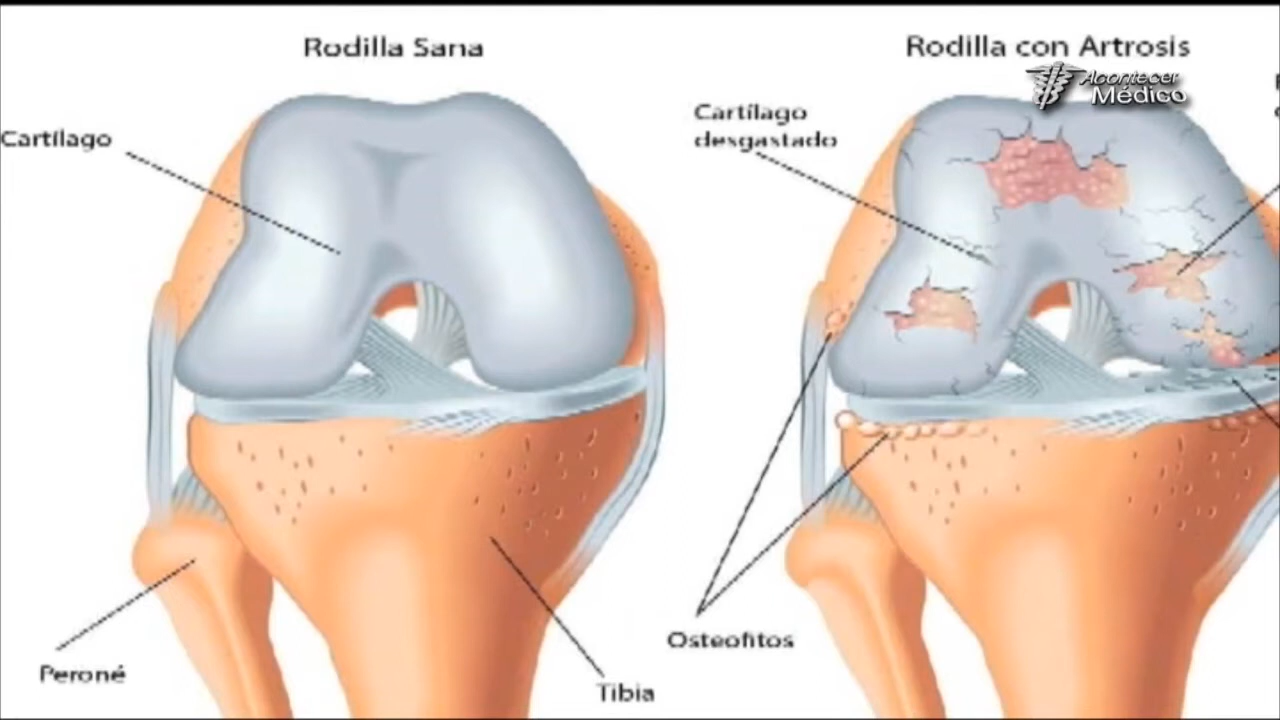 Rodilla Sana
Cartílago
Peroné
Tibia
Rodilla con Artrosis
Acontecer
Médico
Cartílago
desgastado
Osteofitos